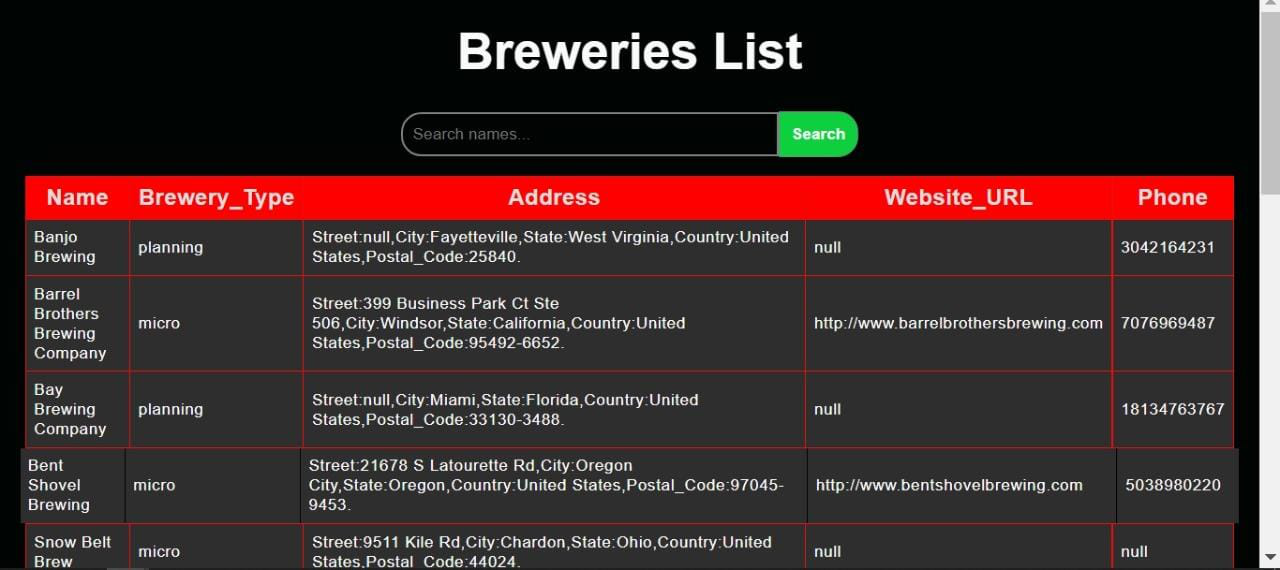 Breweries List
Search names...
Search
Name Brewery_Type Address Website_URL Phone
Banjo
Brewing
planning
Street:null,City:Fayetteville,State:West Virginia,Country:United
States,Postal_Code:25840.
null
3042164231
Barrel
Brothers
Brewing
Company
micro
Street:399 Business Park Ct Ste
506,City:Windsor,State:California,Country:United
States,Postal_Code:95492-6652.
http://www.barrelbrothersbrewing.com
7076969487
Bay
Brewing
Company
planning
Street:null,City:Miami,State:Florida,Country:United
States,Postal_Code:33130-3488.
null
18134763767
Bent
Shovel
Brewing
micro
Street:21678 S Latourette Rd,City:Oregon
City,State:Oregon,Country:United States,Postal_Code:97045-
9453.
http://www.bentshovelbrewing.com
5038980220
Snow Belt
Brew
micro
Street:9511 Kile Rd,City:Chardon,State:Ohio,Country:United
States,Postal_Code:44024.
null
null